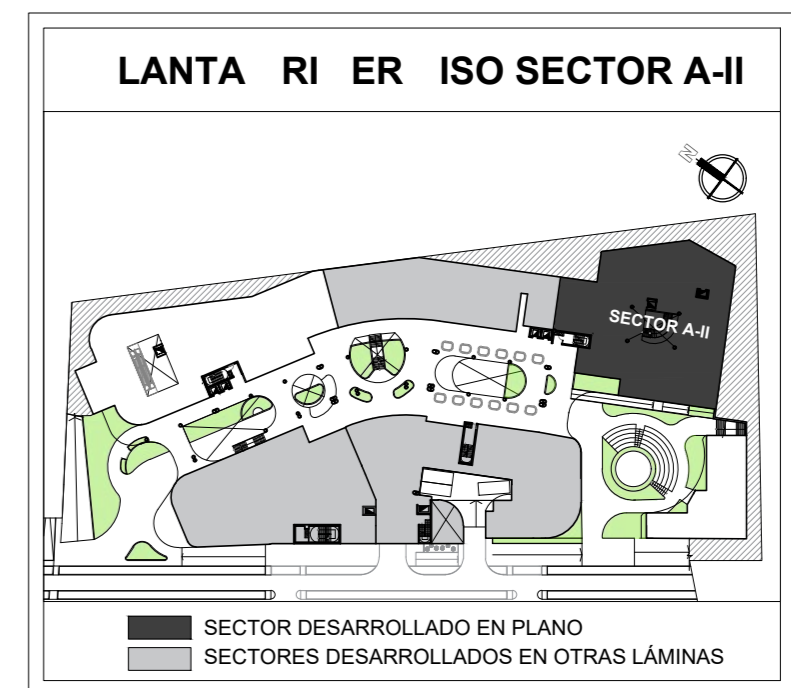 LANTA RI ER ISO SECTOR A-II
N
SECTOR A-II
SECTOR DESARROLLADO EN PLANO
SECTORES DESARROLLADOS EN OTRAS LÁMINAS